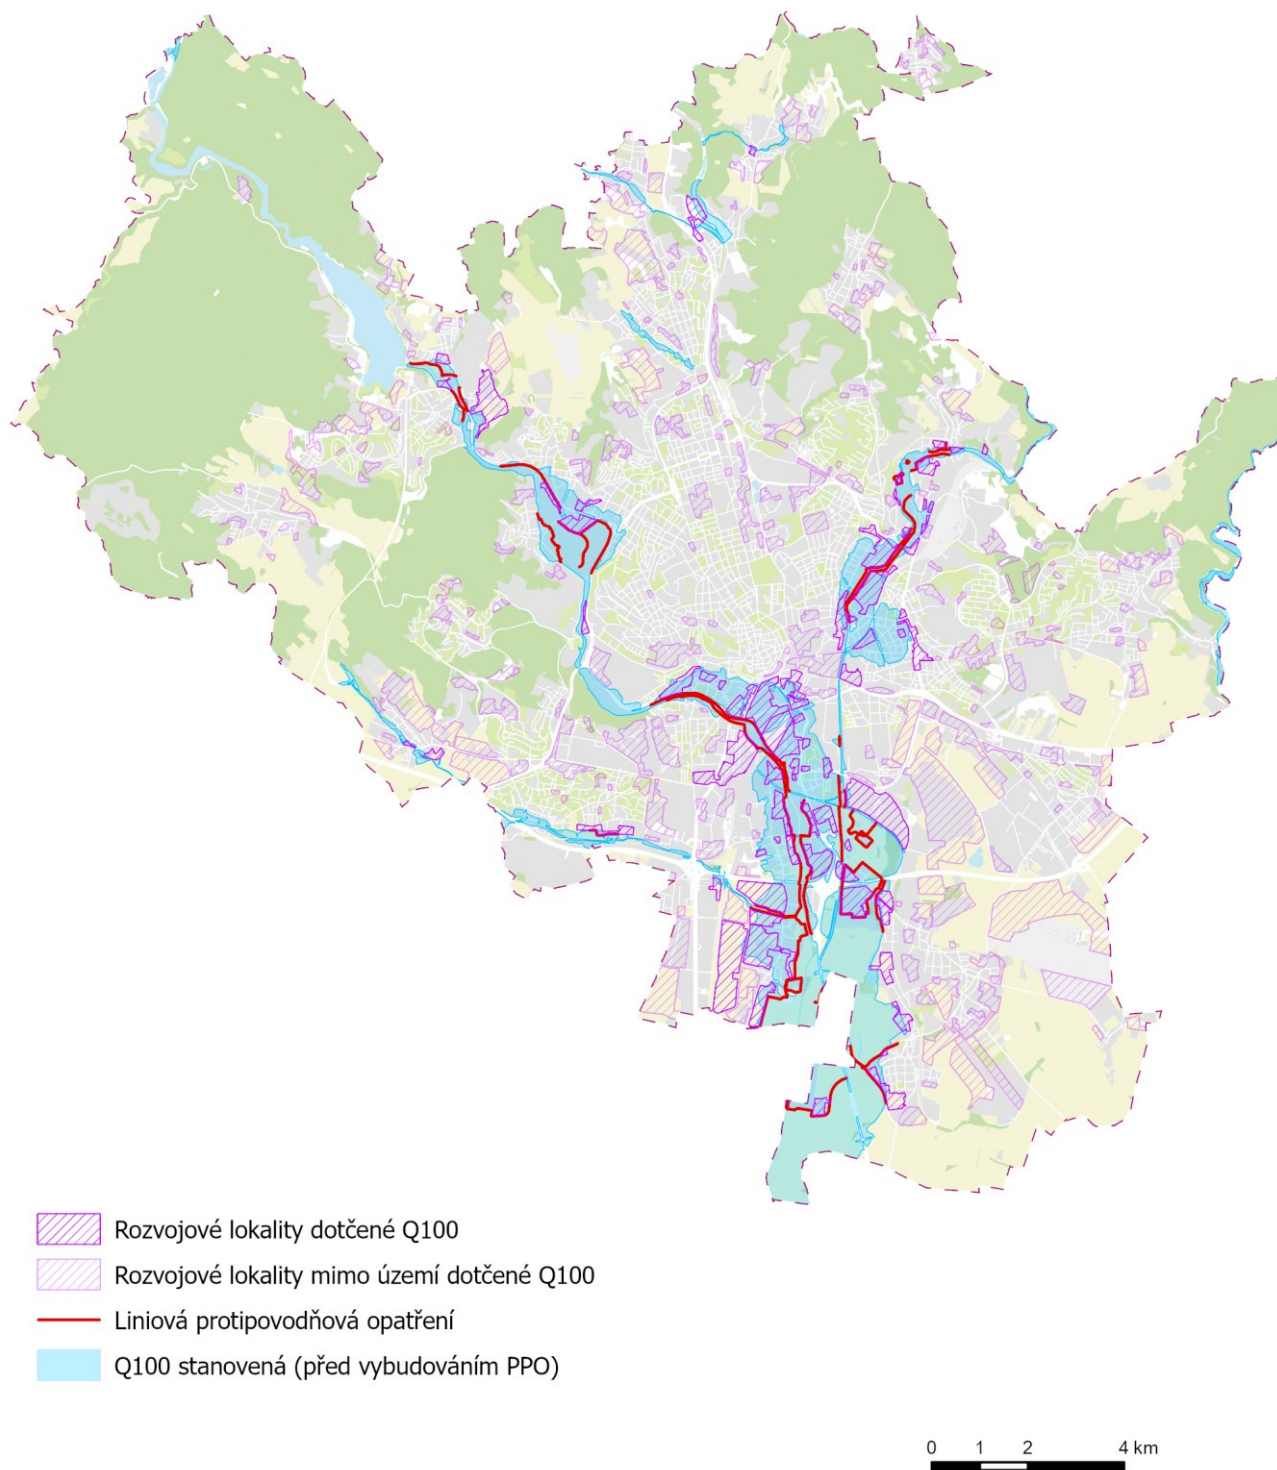 Rozvojové lokality dotčené Q100
Rozvojové lokality mimo území dotčené Q100
Liniová protipovodňová opatření
Q100 stanovená (před vybudováním PPO)
0 1 2 4 km